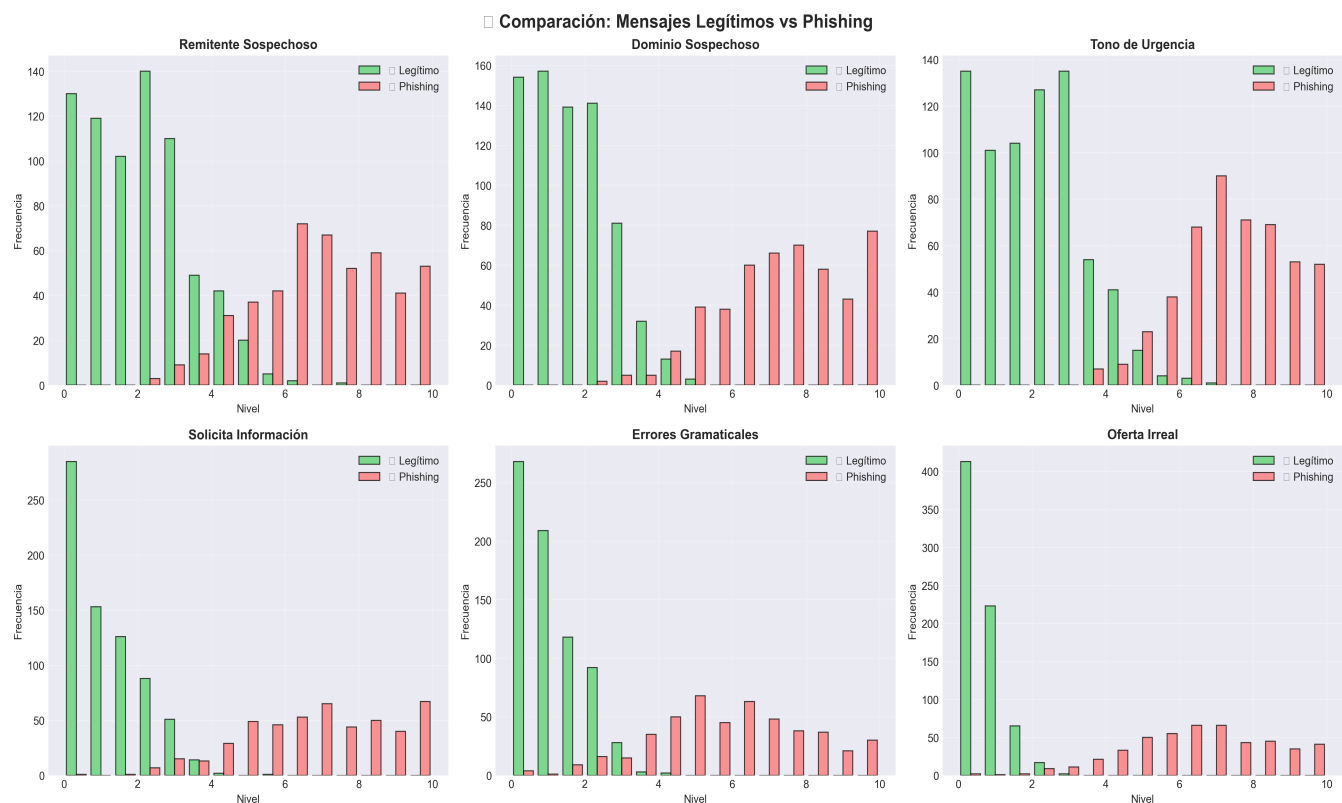 ▯ Comparación: Mensajes Legítimos vs Phishing
Remitente Sospechoso
▯ Legítimo
▯ Phishing
Frecuencia
140
120
100
80
60
40
20
0
0 2 4 6 8 10
Nivel
Dominio Sospechoso
▯ Legítimo
▯ Phishing
Frecuencia
160
140
120
100
80
60
40
20
0
0 2 4 6 8 10
Nivel
Tono de Urgencia
▯ Legítimo
▯ Phishing
Frecuencia
140
120
100
80
60
40
20
0
0 2 4 6 8 10
Nivel
Solicita Información
▯ Legítimo
▯ Phishing
Frecuencia
250
200
150
100
50
0
0 2 4 6 8 10
Nivel
Errores Gramaticales
▯ Legítimo
▯ Phishing
Frecuencia
250
200
150
100
50
0
0 2 4 6 8 10
Nivel
Oferta Irreal
▯ Legítimo
▯ Phishing
Frecuencia
400
350
300
250
200
150
100
50
0
0 2 4 6 8 10
Nivel